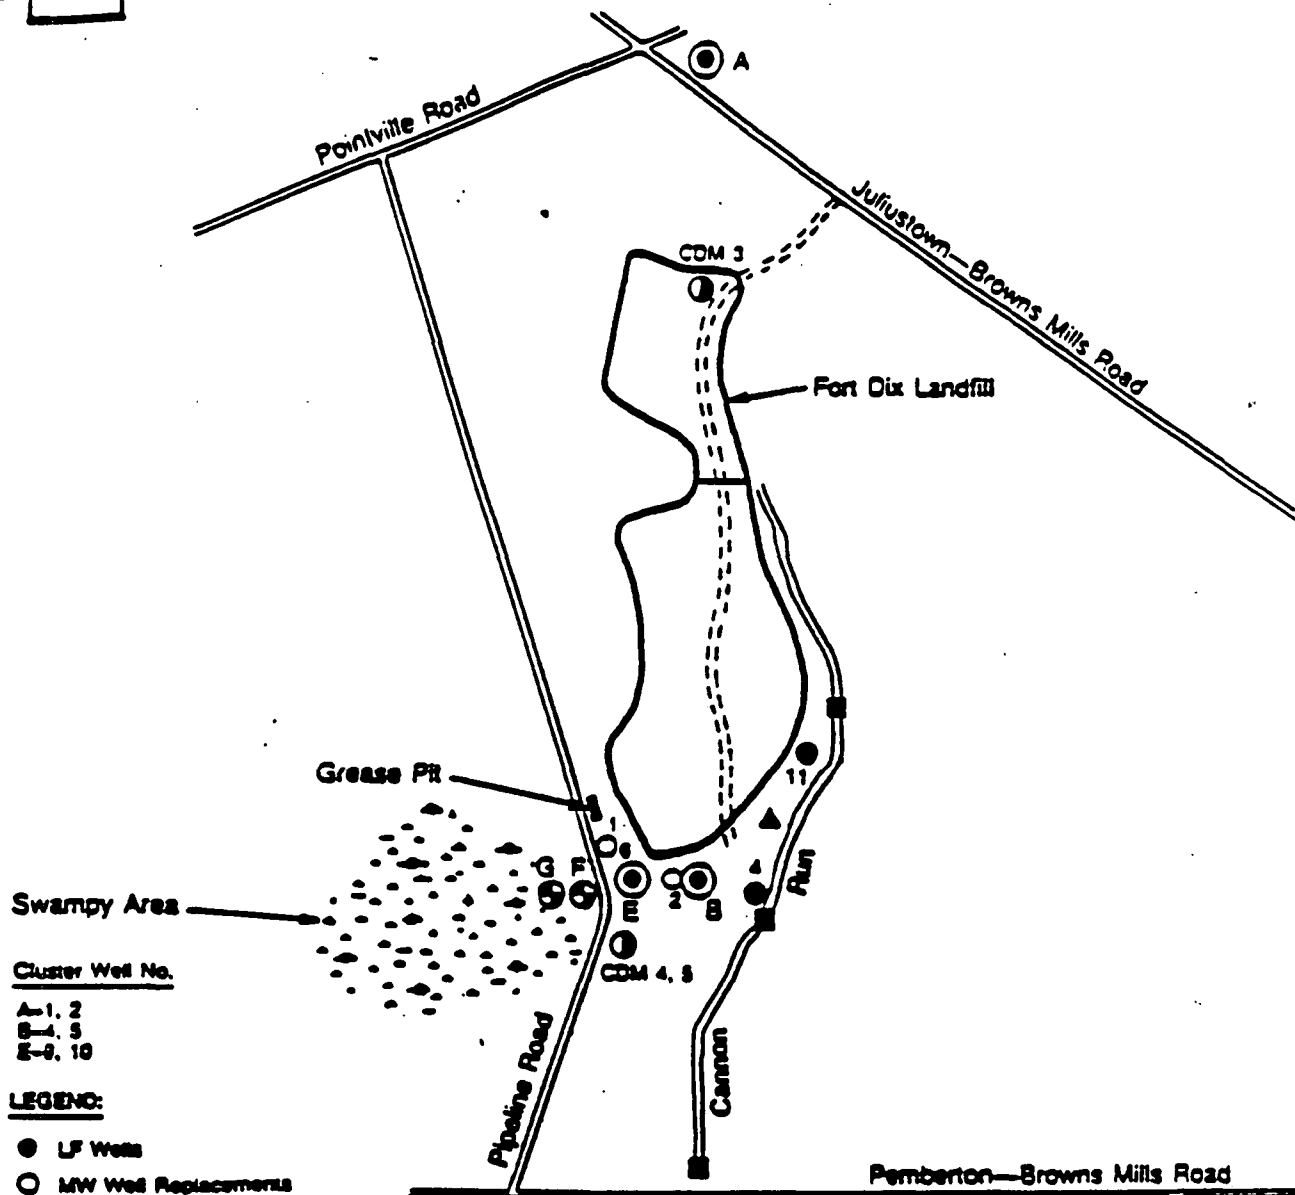 A
Pointville Road
Juliustown—Browns Mills Road
CDM 3
Fort Dix Landfill
Grease Pit
11
1
6
G
F
4
Run
E
2
B
Swampy Area
CDM 4, 5
Cluster Well No.
A—1, 2
B—4, 5
E—9, 10
Pipeline Road
Cannon
LEGEND:
LF Wells
MW Well Replacements
Pemberton—Browns Mills Road